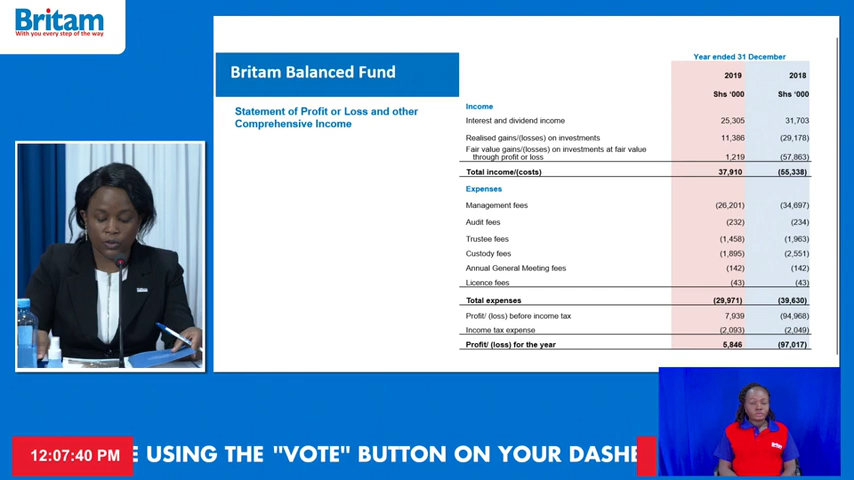 Britam
With you every step of the way
Britam Balanced Fund
Statement of Profit or Loss and other
Comprehensive Income
Year ended 31 December
2019 2018
Shs ‘000 Shs ‘000
Income
Interest and dividend income 25,305 31,703
Realised gains/(losses) on investments 11,386 (29,178)
Fair value gains/(losses) on investments at fair value
through profit or loss 1,219 (57,863)
Total income/(costs) 37,910 (55,338)
Expenses
Management fees (26,201) (34,697)
Audit fees (232) (234)
Trustee fees (1,458) (1,963)
Custody fees (1,895) (2,551)
Annual General Meeting fees (142) (142)
Licence fees (43) (43)
Total expenses (29,971) (39,630)
Profit/ (loss) before income tax 7,939 (94,968)
Income tax expense (2,093) (2,049)
Profit/ (loss) for the year 5,846 (97,017)
12:07:40 PM
USING THE "VOTE" BUTTON ON YOUR DASHE